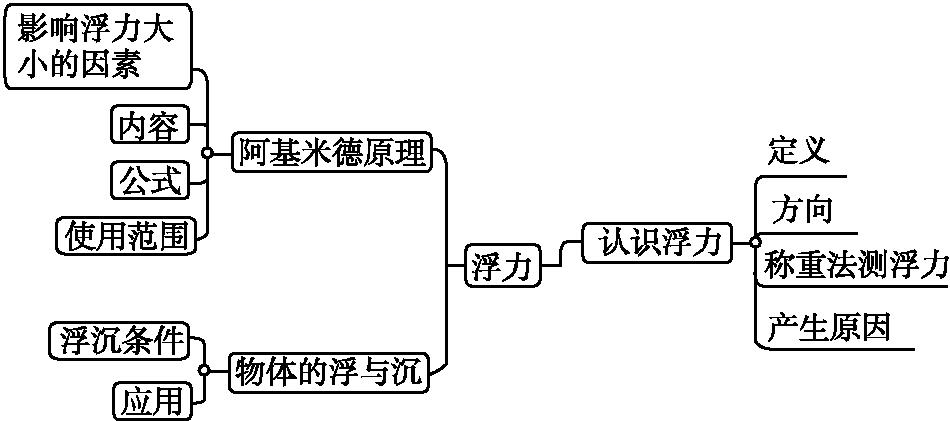 影响浮力大
小的因素
内容
公式
使用范围
阿基米德原理
浮沉条件
应用
物体的浮与沉
浮力
认识浮力
定义
方向
称重法测浮力
产生原因